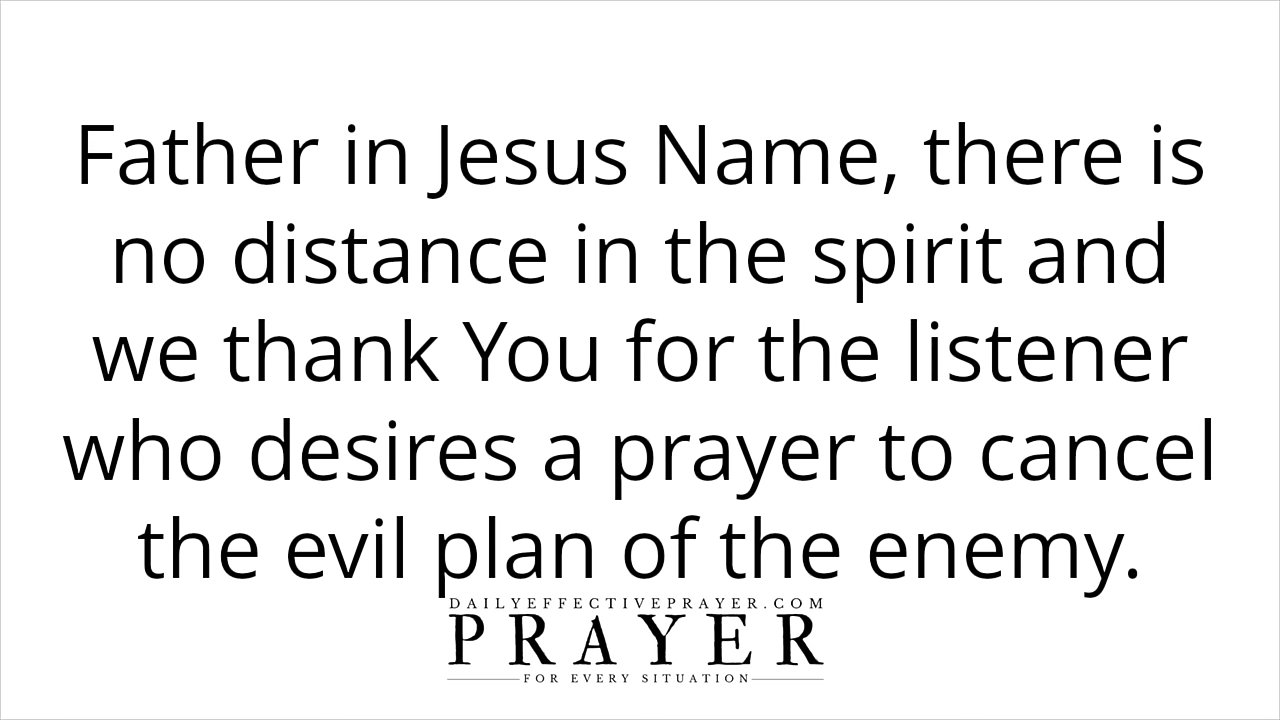 Father in Jesus Name, there is
no distance in the spirit and
we thank You for the listener
who desires a prayer to cancel
the evil plan of the enemy.
DAILYEFFECTIVEPRAYER.COM
PRAYER
FOR EVERY SITUATION